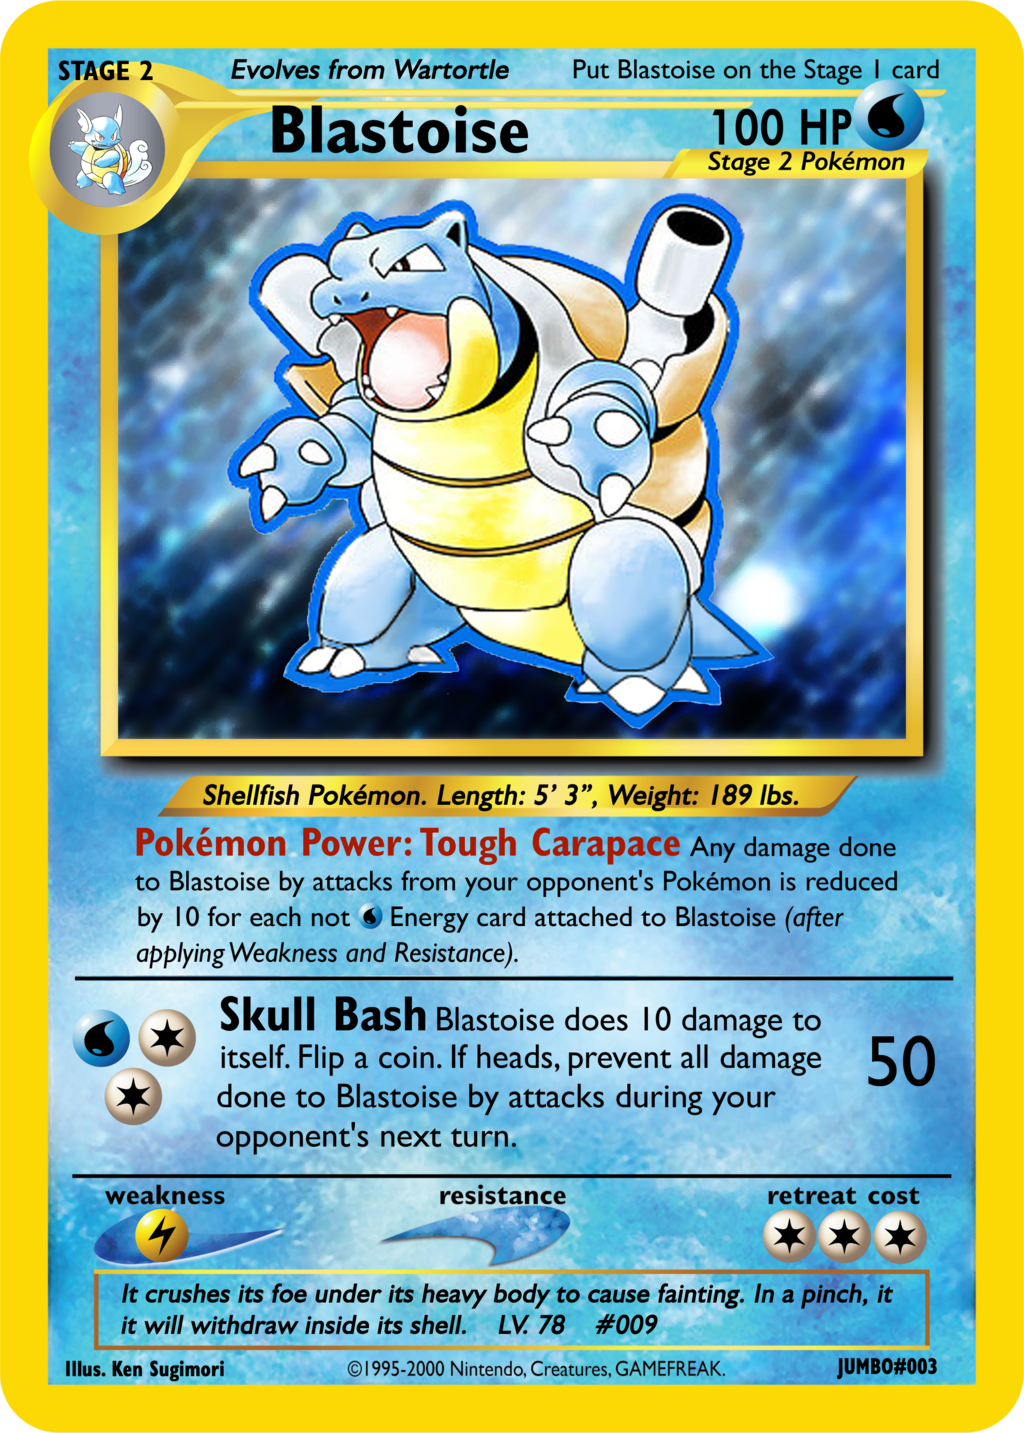 STAGE 2 Evolves from Wartortle Put Blastoise on the Stage 1 card
Blastoise 100 HP
Stage 2 Pokémon
Shellfish Pokémon. Length: 5' 3”, Weight: 189 lbs.
Pokémon Power: Tough Carapace Any damage done
to Blastoise by attacks from your opponent's Pokémon is reduced
by 10 for each not Energy card attached to Blastoise (after
applying Weakness and Resistance).
Skull Bash Blastoise does 10 damage to
itself. Flip a coin. If heads, prevent all damage
done to Blastoise by attacks during your
opponent's next turn.
50
weakness resistance retreat cost
It crushes its foe under its heavy body to cause fainting. In a pinch, it
it will withdraw inside its shell. LV. 78 #009
Illus. Ken Sugimori ©1995-2000 Nintendo, Creatures, GAMEFREAK. JUMBO#003